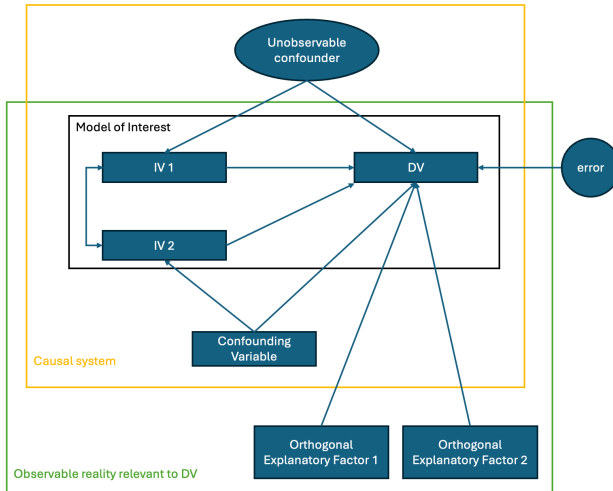 Unobservable
confounder
Model of Interest
IV 1
DV
error
IV 2
Confounding
Variable
Causal system
Orthogonal
Explanatory Factor 1
Orthogonal
Explanatory Factor 2
Observable reality relevant to DV